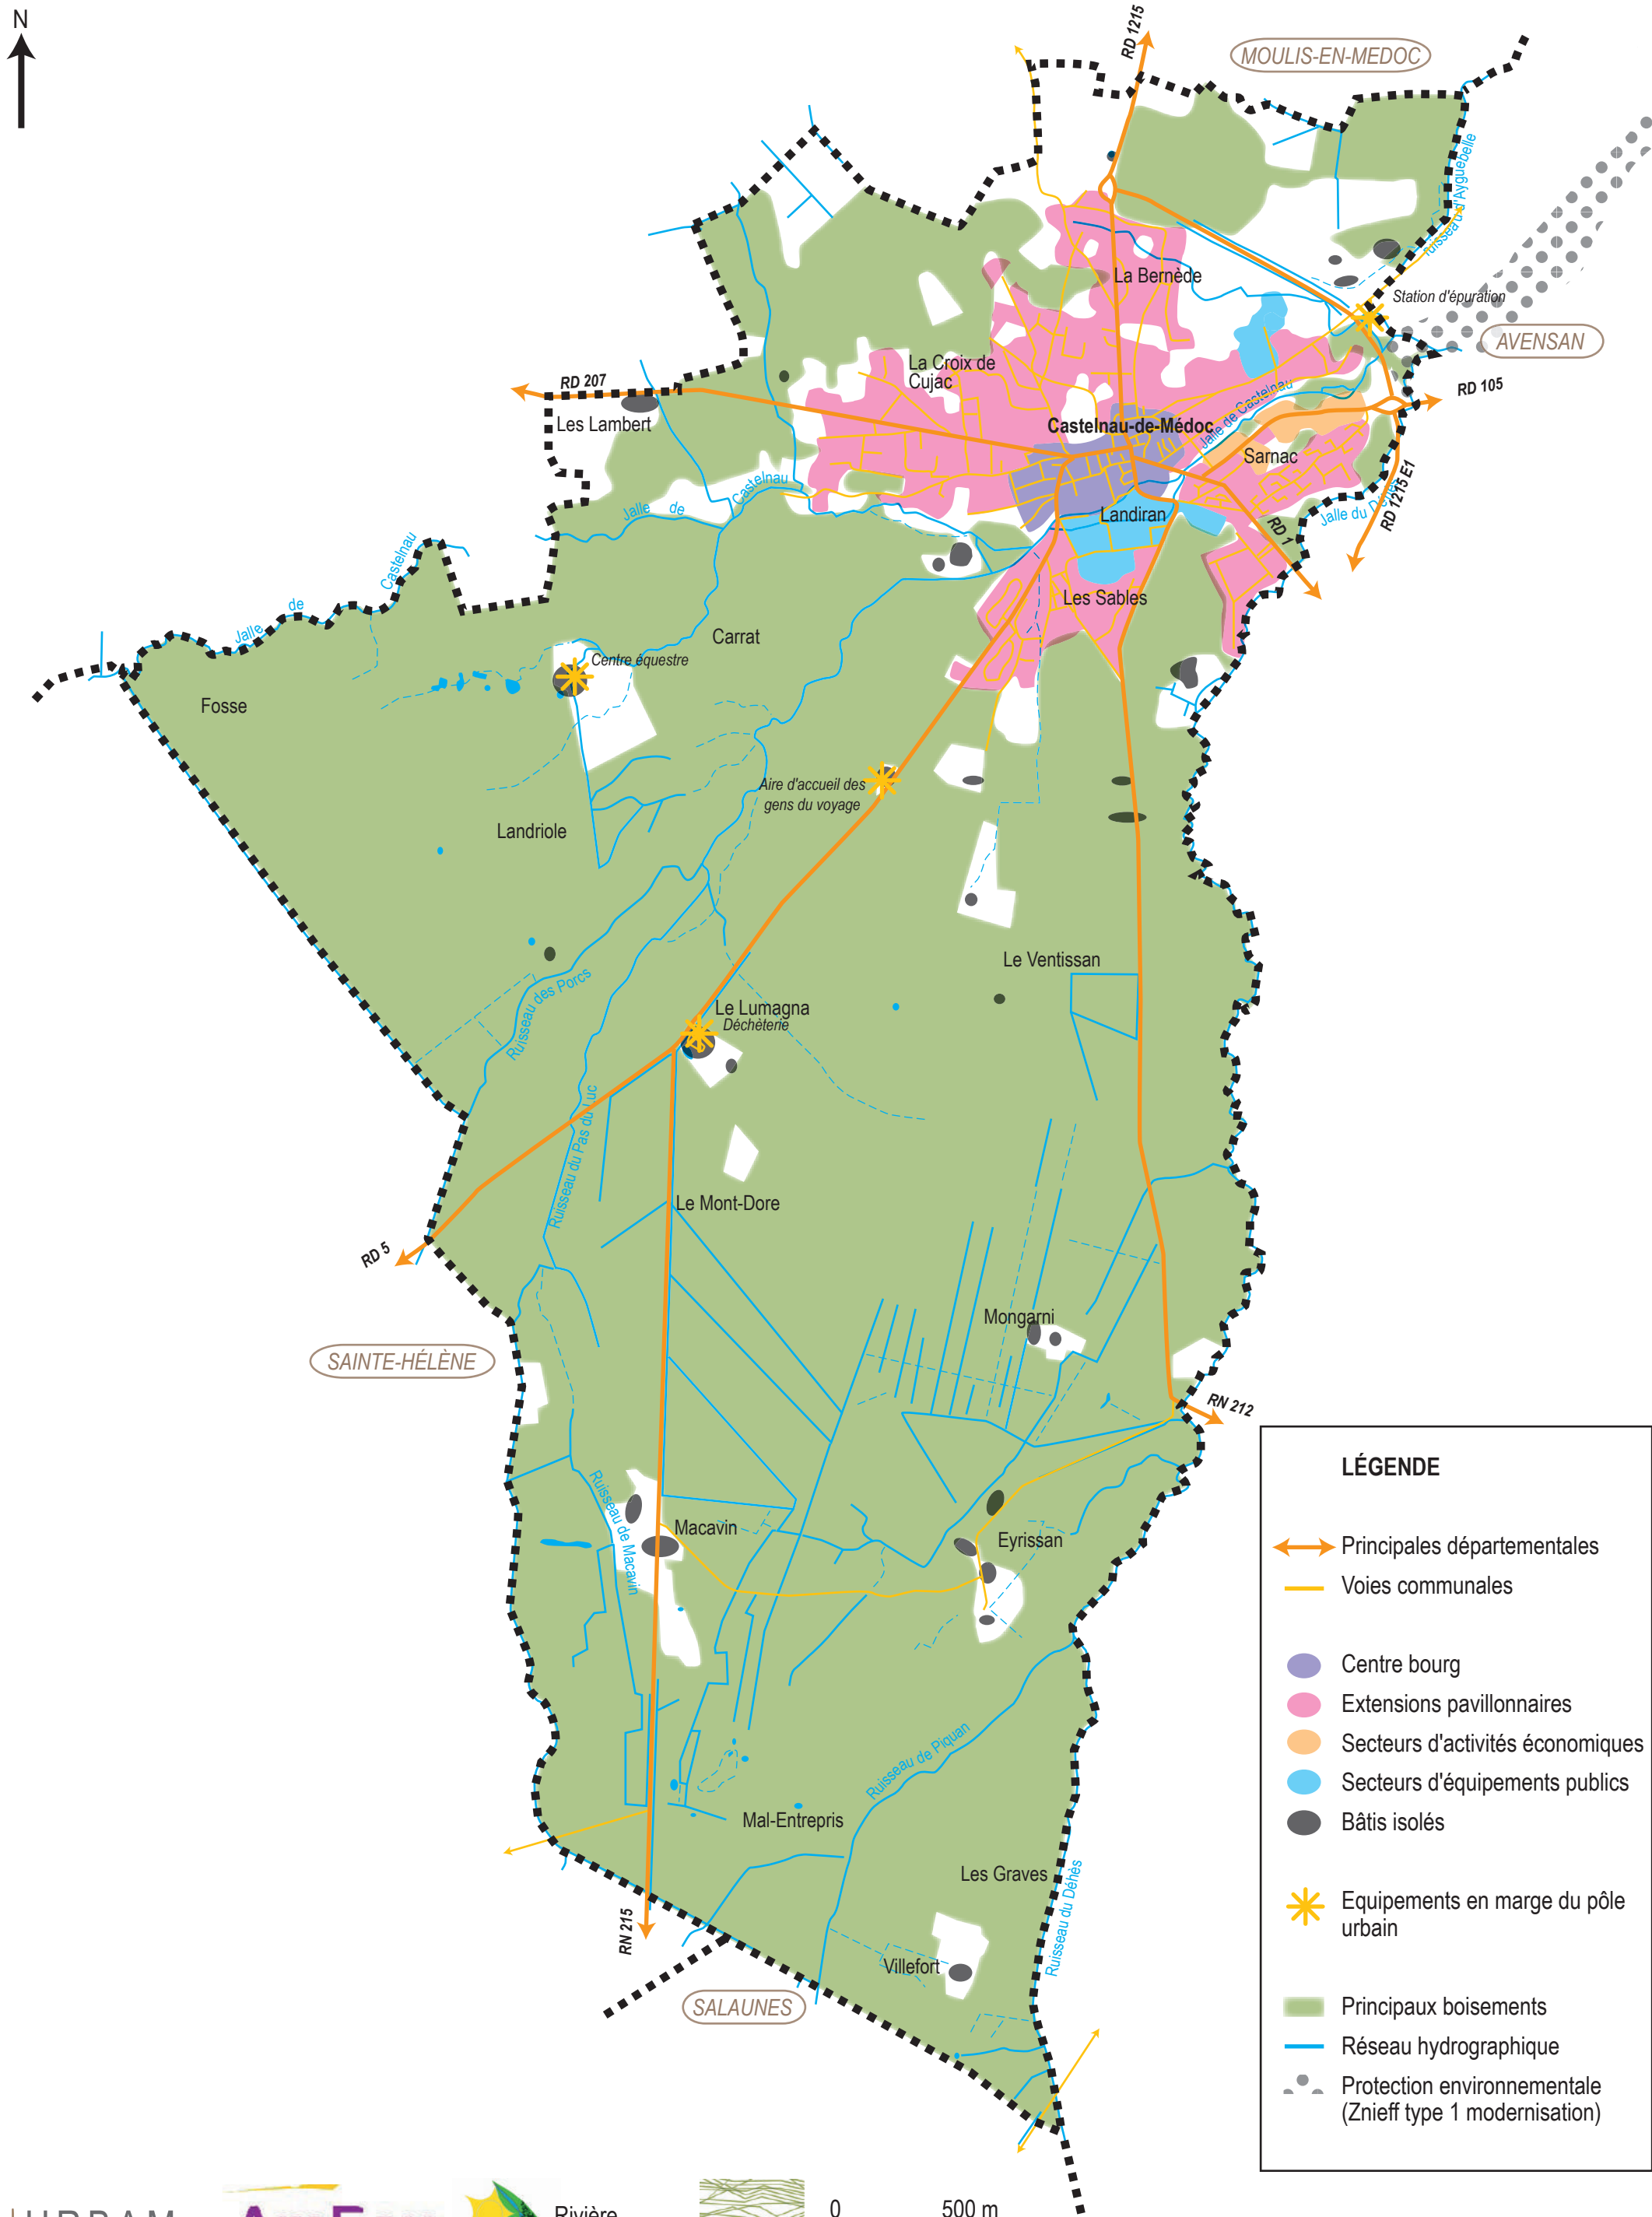 N
RD 1215
MOULIS-EN-MEDOC
Ruisseau d'Ayguebelle
La Bernède
Station d'épuration
AVENSAN
La Croix de
Cujac
RD 207
RD 105
Les Lambert
Castelnau-de-Médoc
Jalle de Castelnau
Sarnac
RD 1215 E1
Jalle de Castelnau
Landiran
Jalle du
RD 1
Jalle de Castelnau
Les Sables
Carrat
Centre équestre
Fosse
Aire d'accueil des
gens du voyage
Landriole
Le Ventissan
Ruisseau des Porcs
Le Lumagna
Déchèterie
Ruisseau du Pas du Luc
Le Mont-Dore
RD 5
Mongarni
SAINTE-HÉLÈNE
RN 212
Ruisseau de Macavin
Macavin
Eyrissan
Ruisseau de Piquan
Mal-Entrepris
Les Graves
Ruisseau du Déhès
RN 215
Villefort
SALAUNES
LÉGENDE
Principales départementales
Voies communales
Centre bourg
Extensions pavillonnaires
Secteurs d'activités économiques
Secteurs d'équipements publics
Bâtis isolés
Equipements en marge du pôle
urbain
Principaux boisements
Réseau hydrographique
Protection environnementale
(Znieff type 1 modernisation)
URBAM
Rivière
0 500 m